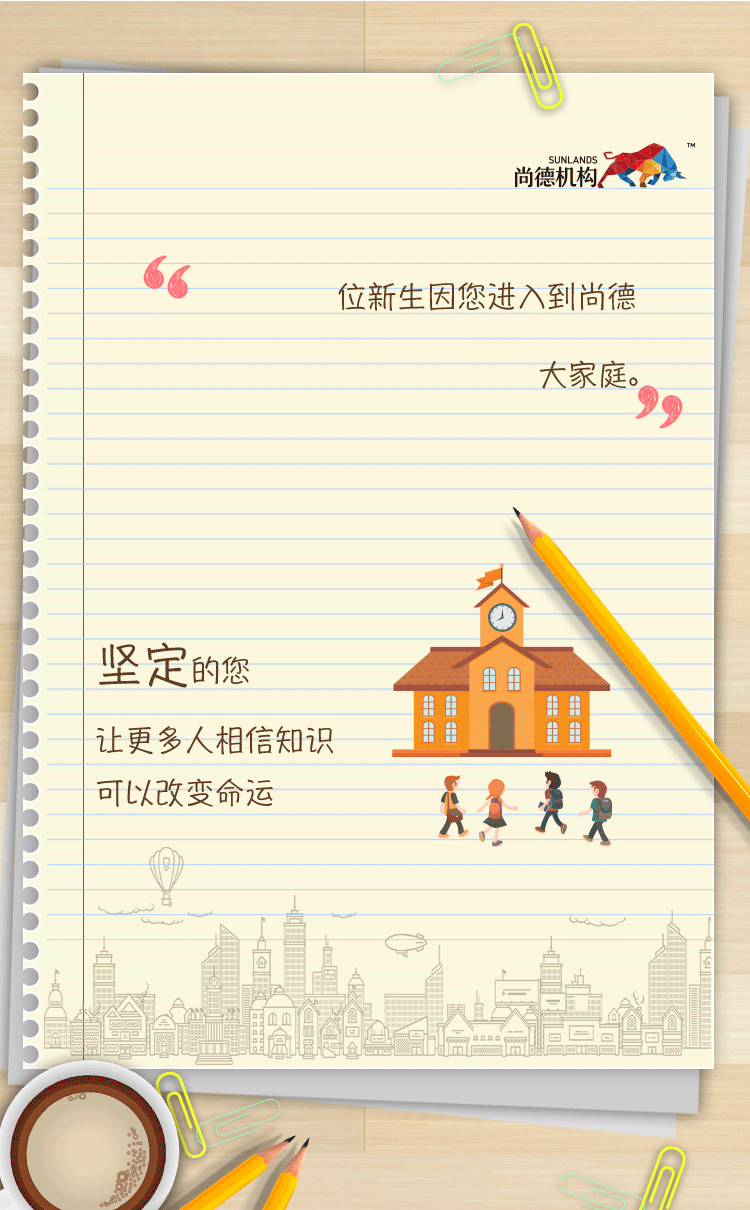 SUNLANDS
尚德机构
TM
“
位新生因您进入到尚德
大家庭。
”
坚定的您
让更多人相信知识
可以改变命运